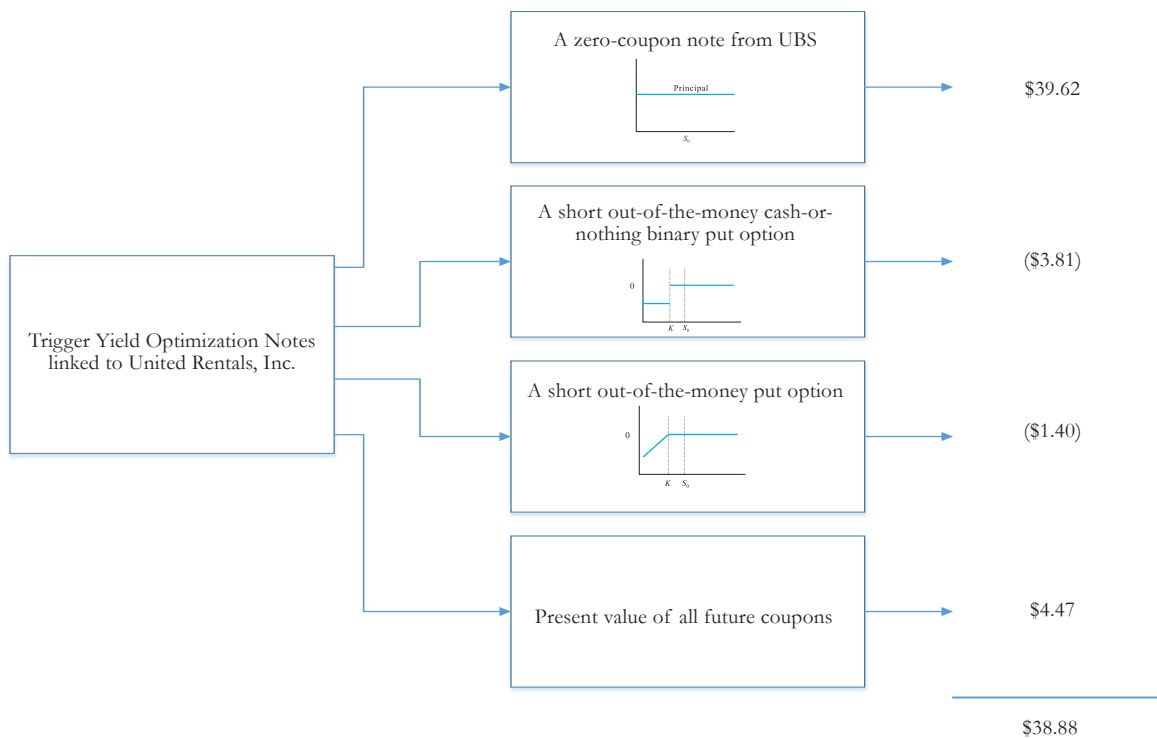 A zero-coupon note from UBS
Principal
S₀
$39.62
A short out-of-the-money cash-or-
nothing binary put option
0
K S₀
($3.81)
Trigger Yield Optimization Notes
linked to United Rentals, Inc.
A short out-of-the-money put option
0
K S₀
($1.40)
Present value of all future coupons
$4.47
$38.88